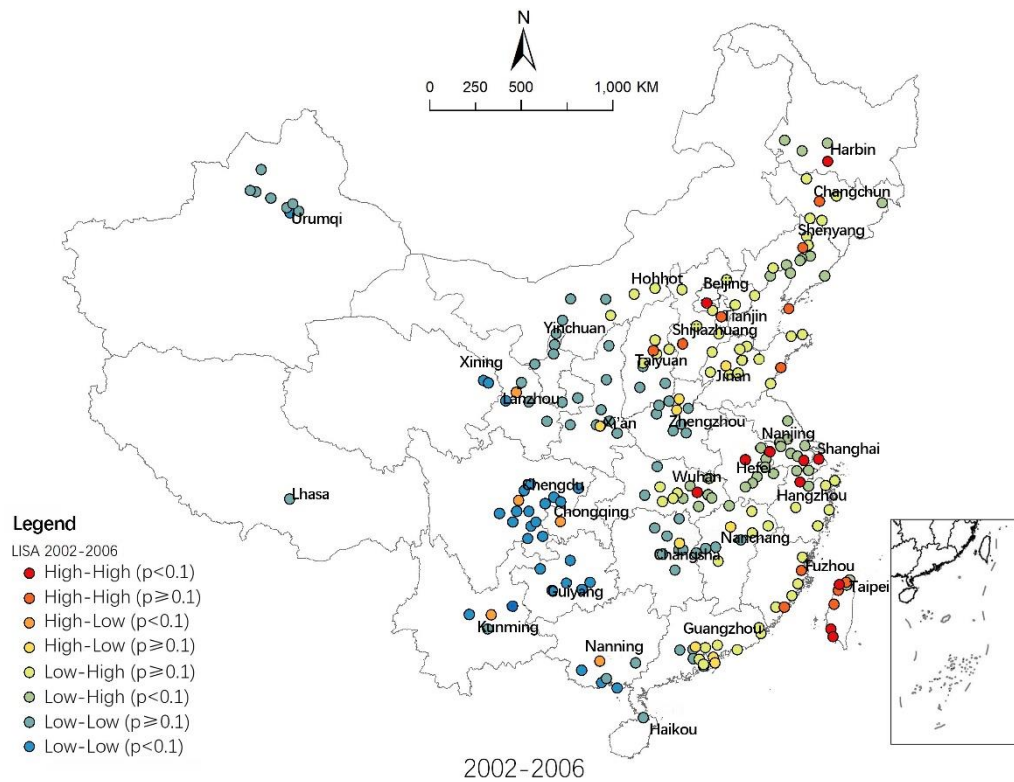 N
0 250 500 1,000 KM
Harbin
Changchun
Urumqi
Shenyang
Hohhot
Beijing
Tianjin
Yinchuan
Shijiazhuang
Xining
Taiyuan
Jinan
Lanzhou
Zhengzhou
Xi'an
Nanjing
Shanghai
Hefei
Wuhan
Hangzhou
Chengdu
Lhasa
Chongqing
Nanchang
Changsha
Fuzhou
Taipei
Guiyang
Kunming
Guangzhou
Nanning
Haikou
Legend
LISA 2002-2006
High-High (p<0.1)
High-High (p≥0.1)
High-Low (p<0.1)
High-Low (p≥0.1)
Low-High (p≥0.1)
Low-High (p<0.1)
Low-Low (p≥0.1)
Low-Low (p<0.1)
2002-2006